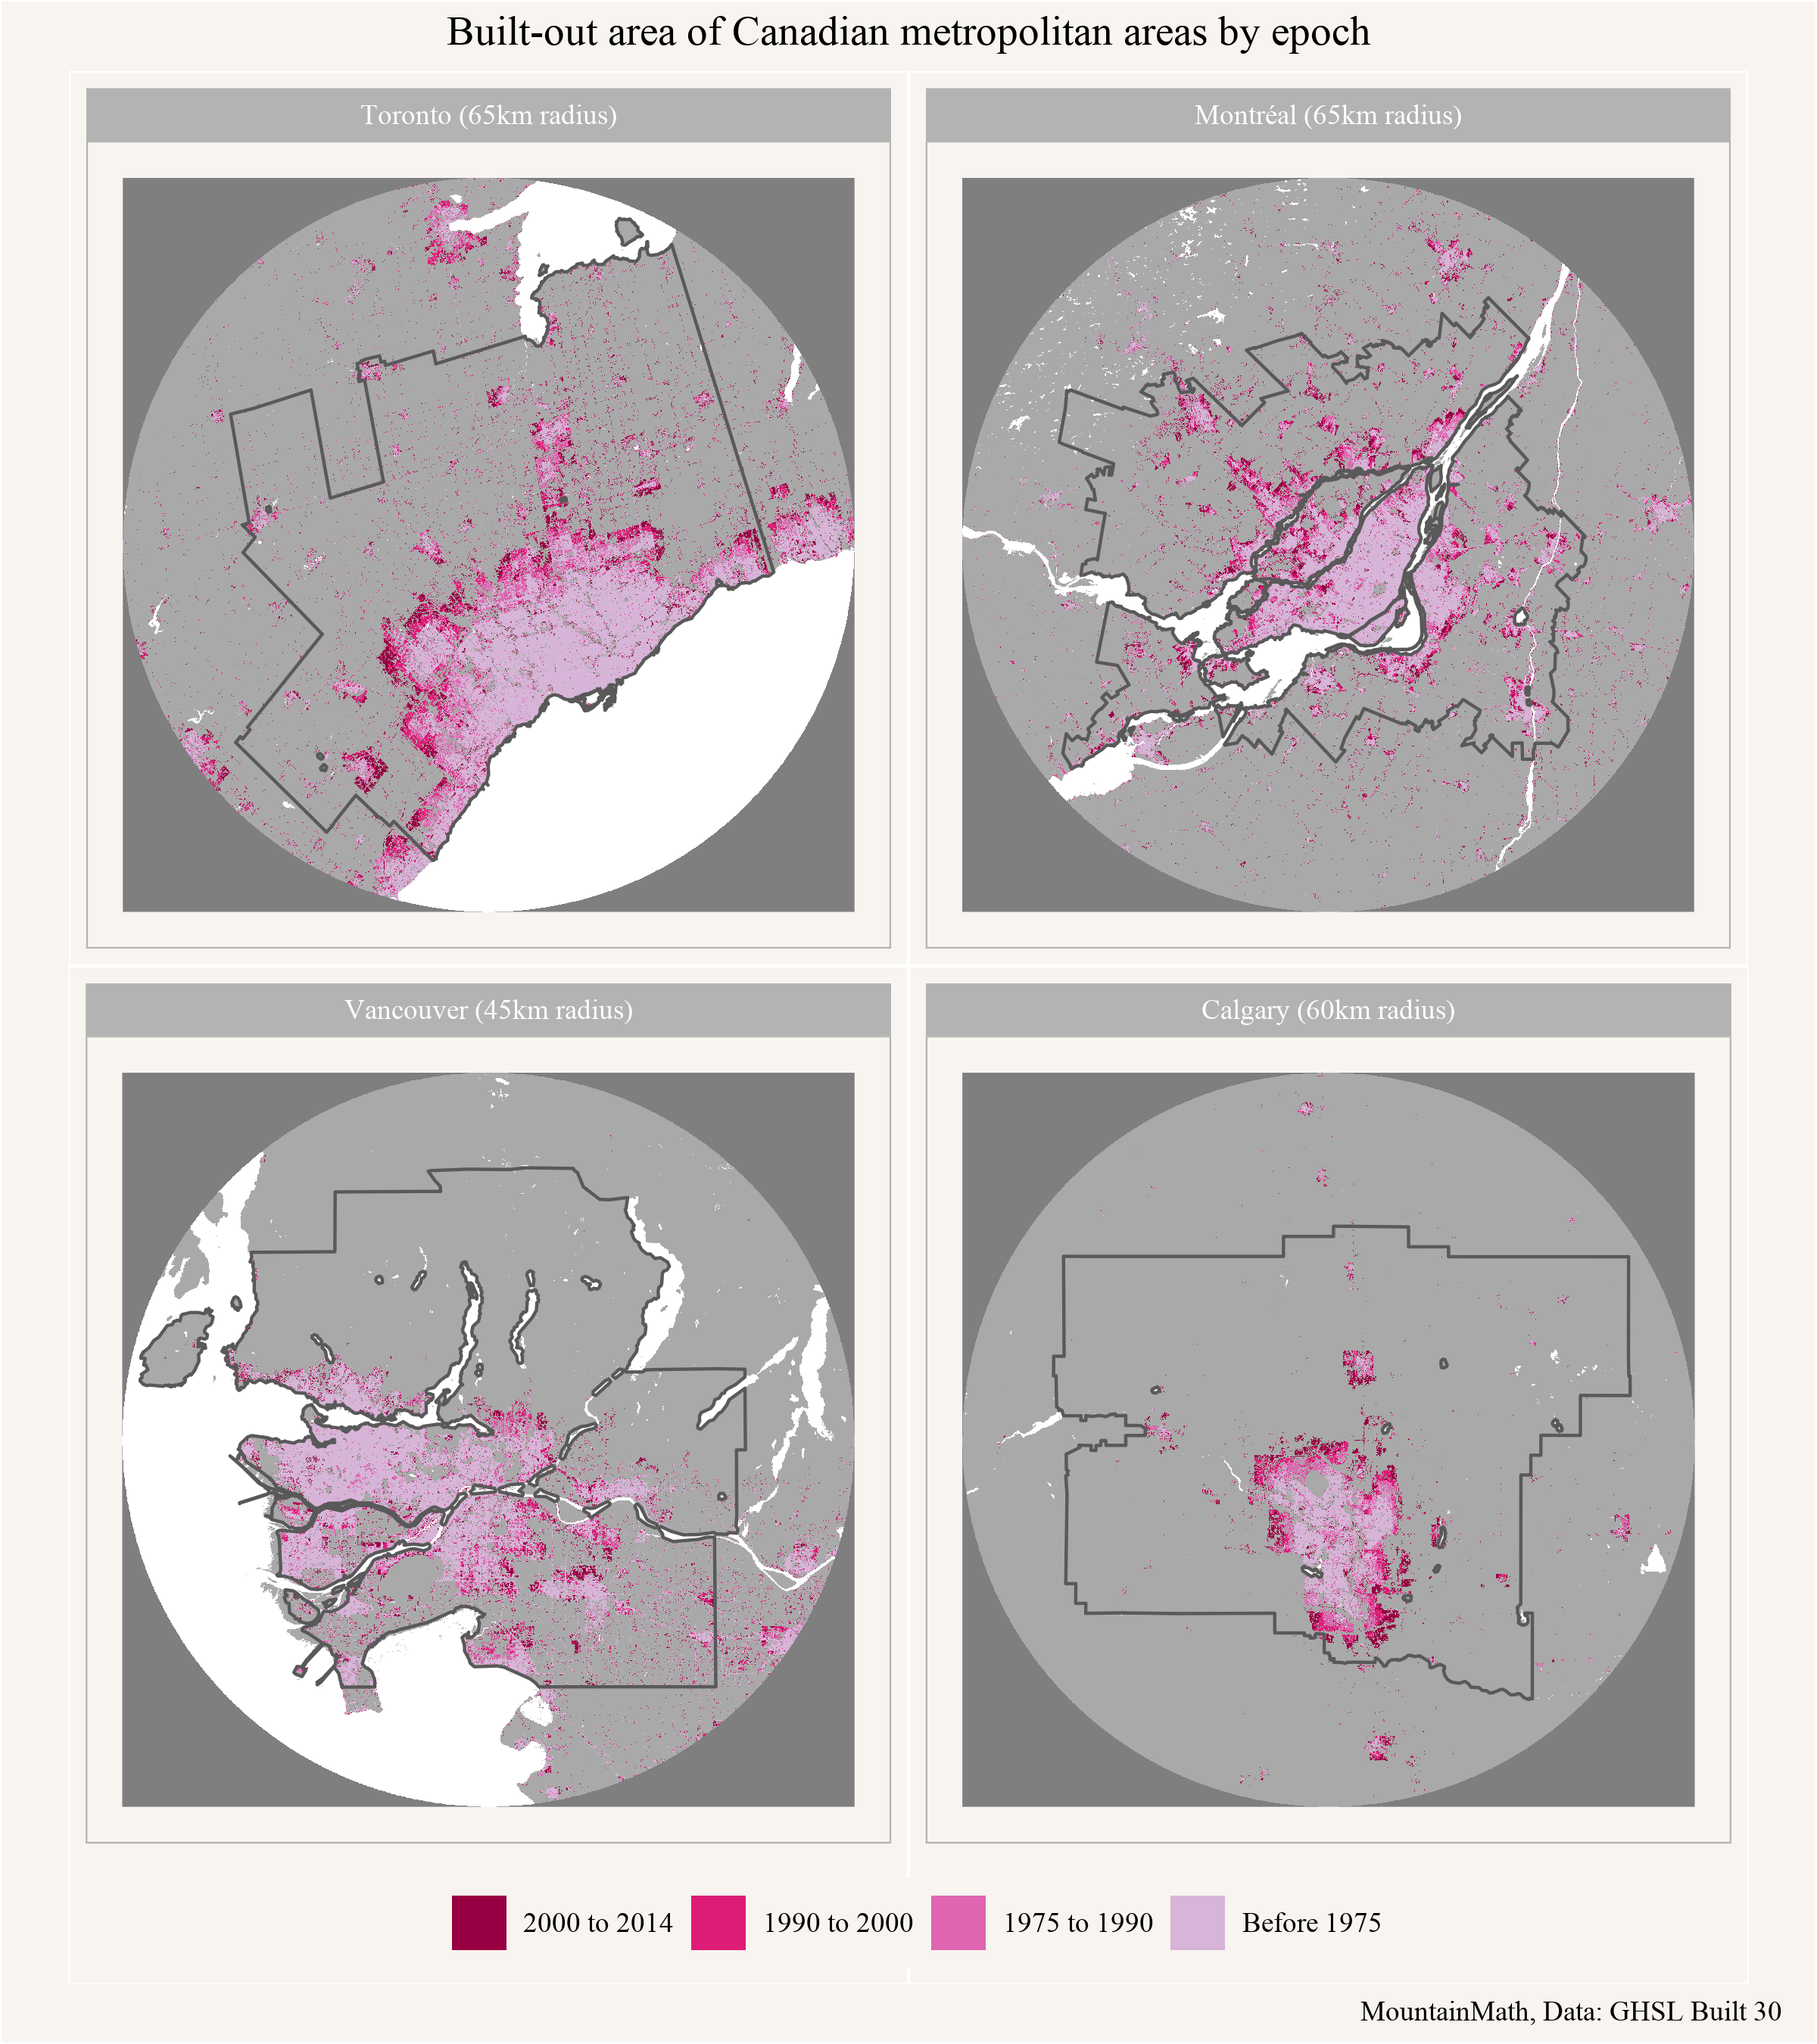 Built-out area of Canadian metropolitan areas by epoch
Toronto (65km radius)
Montréal (65km radius)
Vancouver (45km radius)
Calgary (60km radius)
2000 to 2014
1990 to 2000
1975 to 1990
Before 1975
MountainMath, Data: GHSL Built 30